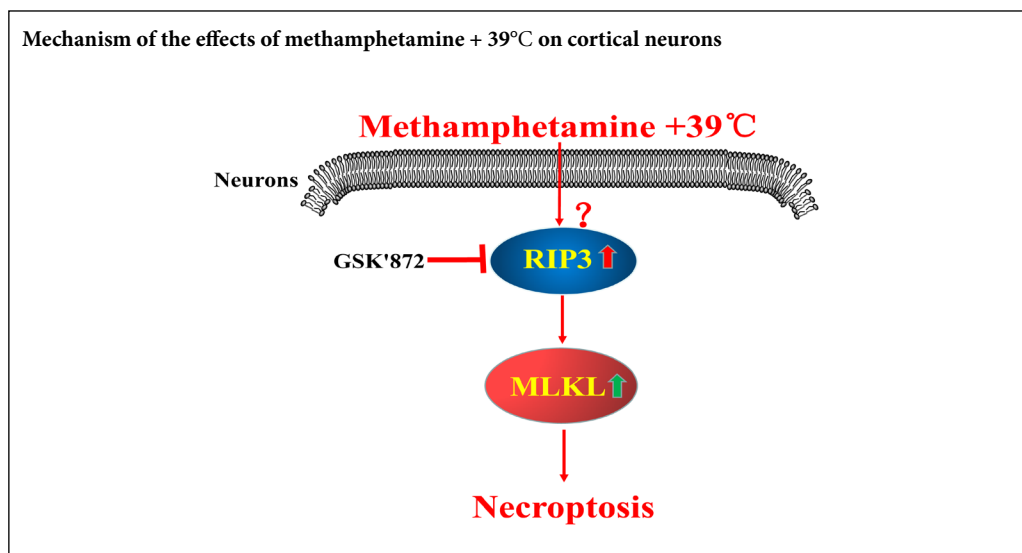 Mechanism of the effects of methamphetamine + 39°C on cortical neurons
Methamphetamine +39℃
Neurons
?
GSK'872
RIP3
MLKL
Necroptosis